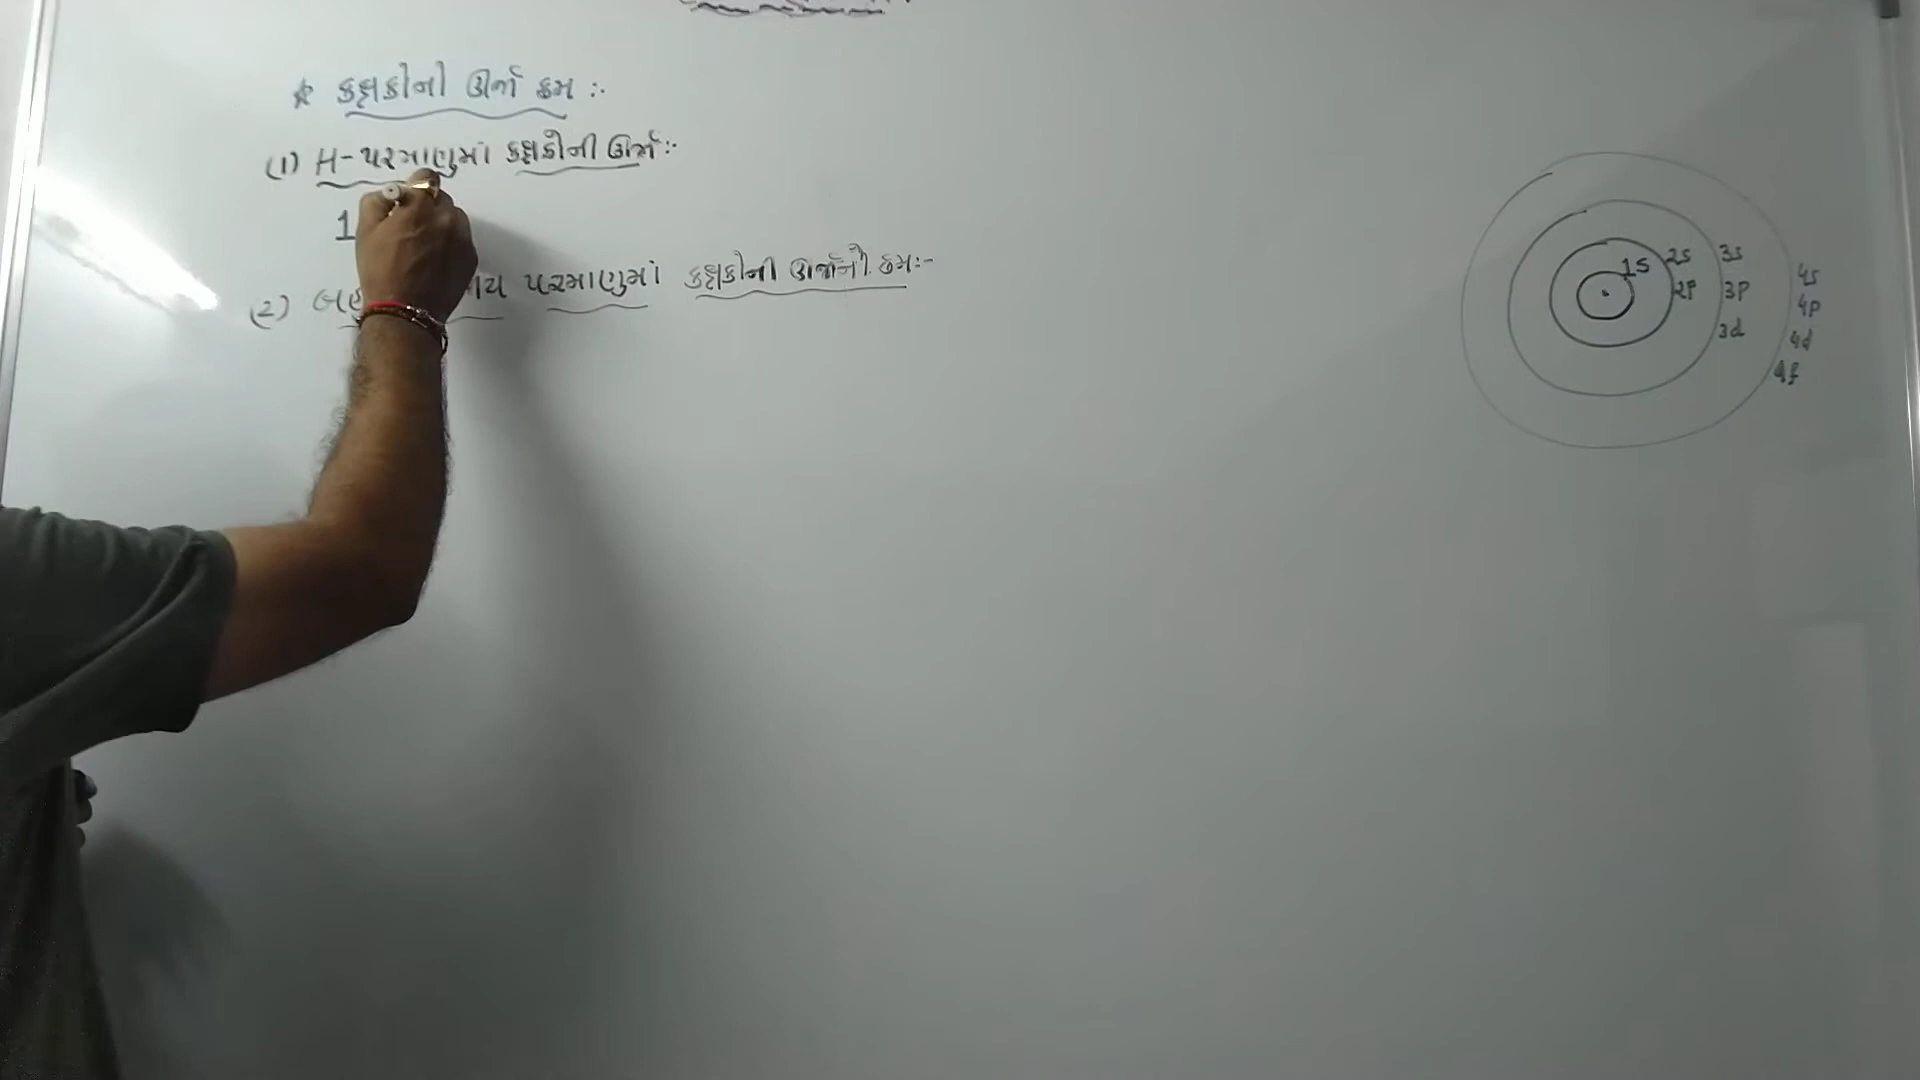 * કક્ષકોનો ઊર્જા ક્રમ :-
(1) H-પરમાણુમાં કક્ષકોની ઊર્જા:-
1
(2) પરમાણુમાં કક્ષકોની ઊર્જાનો ક્રમ:-
1s 2s 3s 4s
2p 3p 4p
3d 4d
4f